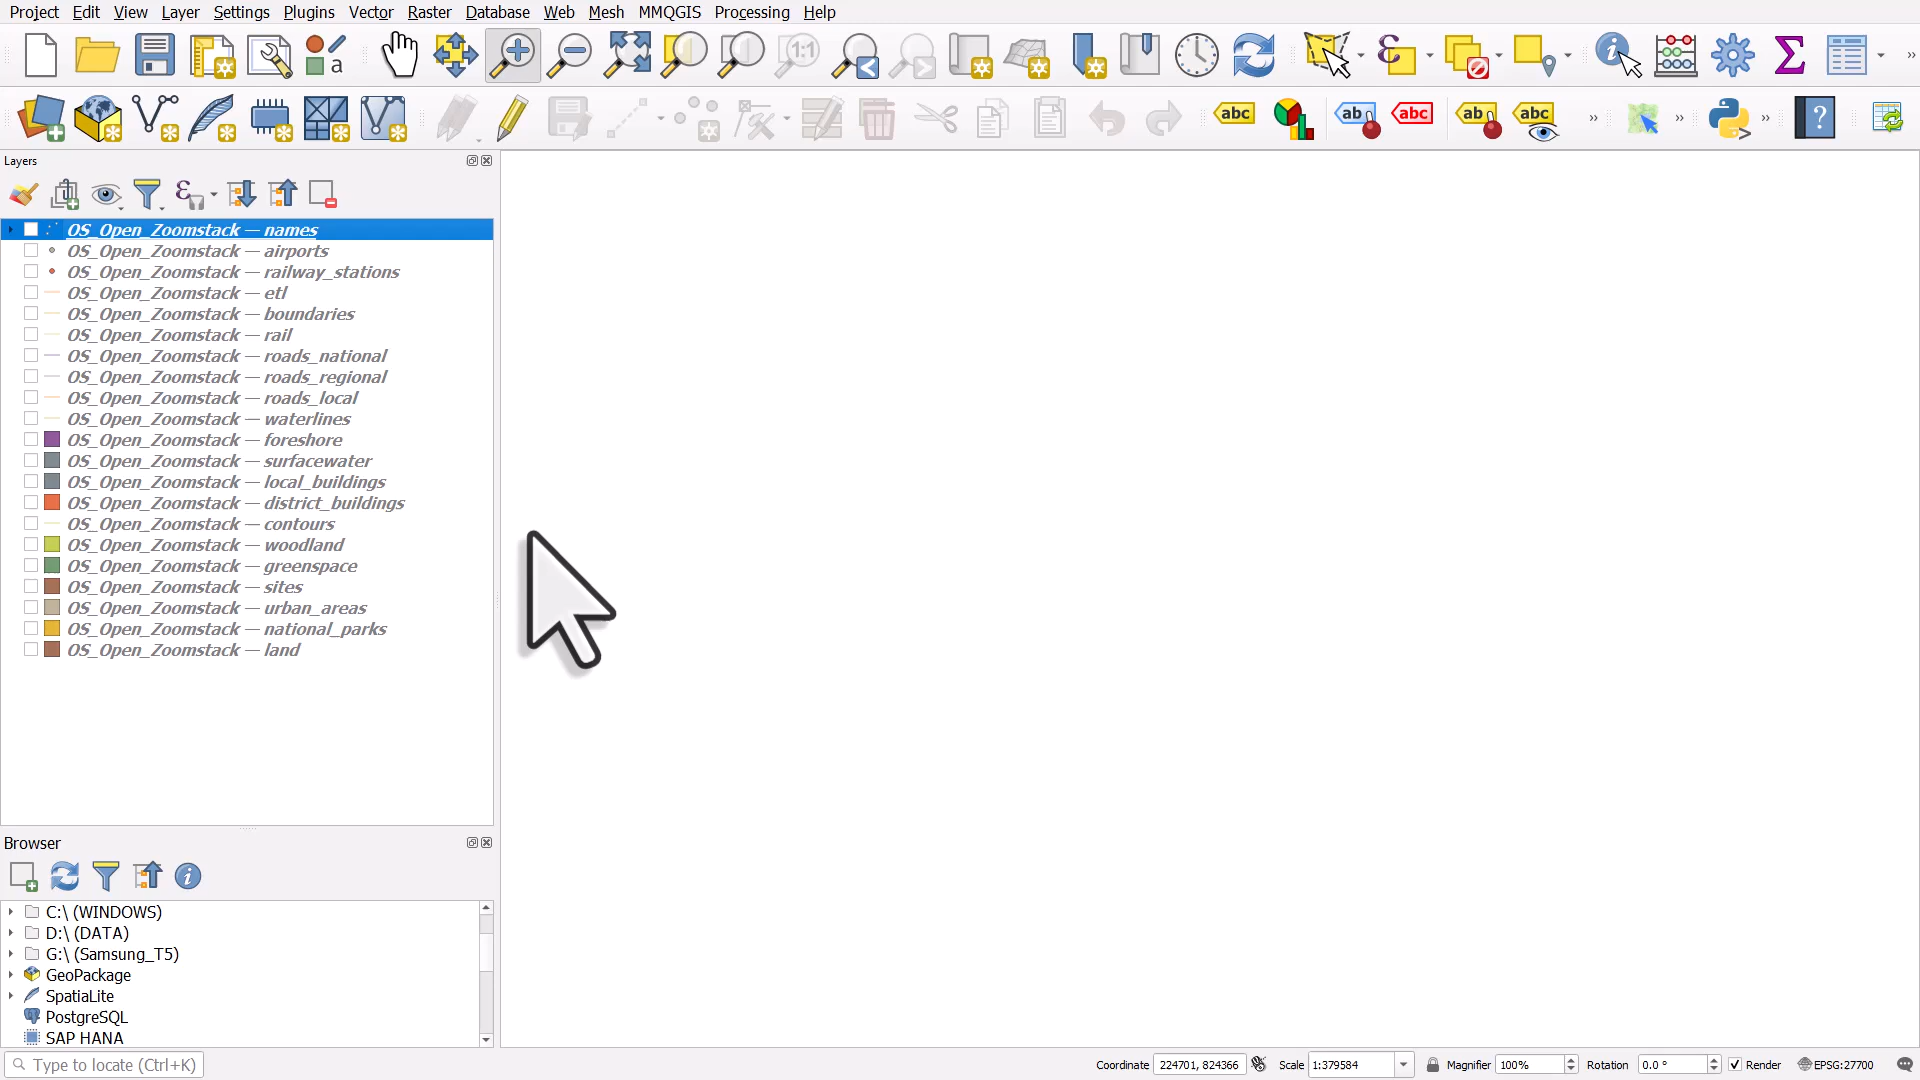 Project Edit View Layer Settings Plugins Vector Raster Database Web Mesh MMQGIS Processing Help
a 1:1 ε i Σ »
abc ab abc ab abc » » » ? 
Layers
ε
OS_Open_Zoomstack — names
OS_Open_Zoomstack — airports
OS_Open_Zoomstack — railway_stations
OS_Open_Zoomstack — etl
OS_Open_Zoomstack — boundaries
OS_Open_Zoomstack — rail
OS_Open_Zoomstack — roads_national
OS_Open_Zoomstack — roads_regional
OS_Open_Zoomstack — roads_local
OS_Open_Zoomstack — waterlines
OS_Open_Zoomstack — foreshore
OS_Open_Zoomstack — surfacewater
OS_Open_Zoomstack — local_buildings
OS_Open_Zoomstack — district_buildings
OS_Open_Zoomstack — contours
OS_Open_Zoomstack — woodland
OS_Open_Zoomstack — greenspace
OS_Open_Zoomstack — sites
OS_Open_Zoomstack — urban_areas
OS_Open_Zoomstack — national_parks
OS_Open_Zoomstack — land
Browser
i
C:\ (WINDOWS)
D:\ (DATA)
G:\ (Samsung_T5)
GeoPackage
SpatiaLite
PostgreSQL
SAP HANA
Type to locate (Ctrl+K) Coordinate 224701, 824366 Scale 1:379584 Magnifier 100% Rotation 0.0 ° Render EPSG:27700